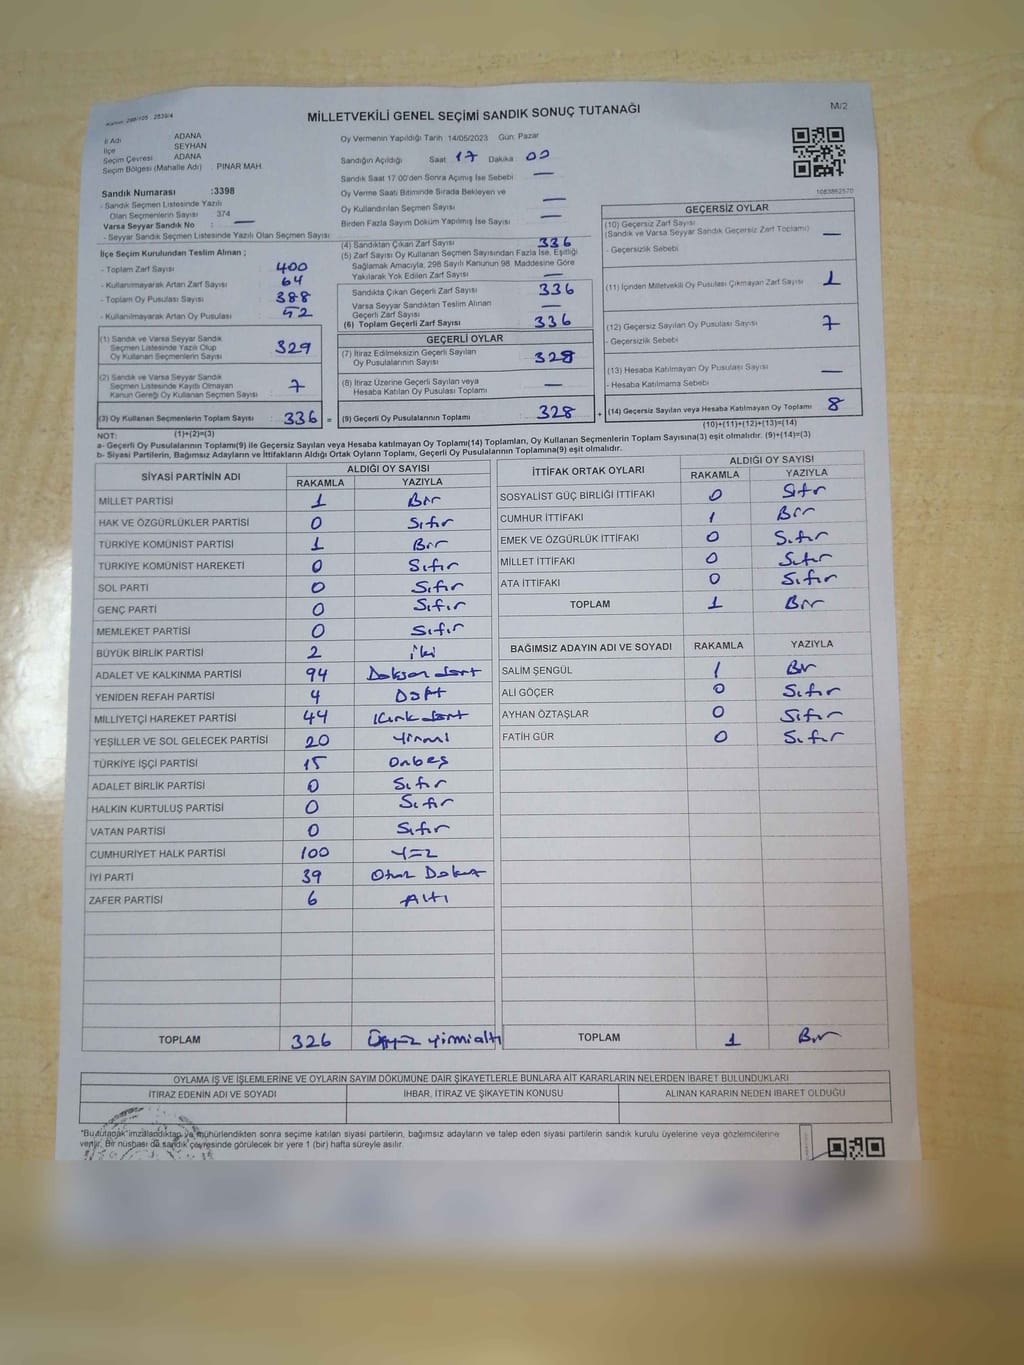 MİLLETVEKİLİ GENEL SEÇİMİ SANDIK SONUÇ TUTANAĞI
M/2
İl Adı ADANA
İlçe SEYHAN
Seçim Çevresi ADANA
Seçim Bölgesi (Mahalle Adı) : PINAR MAH.
Sandık Numarası :3398
- Sandık Seçmen Listesinde Yazılı
Olan Seçmenlerin Sayısı : 374
Varsa Seyyar Sandık No : —
- Seyyar Sandık Seçmen Listesinde Yazılı Olan Seçmen Sayısı
Oy Vermenin Yapıldığı Tarih 14/05/2023 Gün: Pazar
Sandığın Açıldığı Saat 17 Dakika 00
Sandık Saat 17.00'den Sonra Açılmış İse Sebebi —
Oy Verme Saati Bitiminde Sırada Bekleyen ve
Oy Kullandırılan Seçmen Sayısı —
Birden Fazla Sayım Döküm Yapılmış İse Sayısı —
1083862570
İlçe Seçim Kurulundan Teslim Alınan ;
- Toplam Zarf Sayısı 400
- Kullanılmayarak Artan Zarf Sayısı 64
- Toplam Oy Pusulası Sayısı 388
- Kullanılmayarak Artan Oy Pusulası 52
(1) Sandık ve Varsa Seyyar Sandık
Seçmen Listesinde Yazılı Olup
Oy Kullanan Seçmenlerin Sayısı 329
(2) Sandık ve Varsa Seyyar Sandık
Seçmen Listesinde Kayıtlı Olmayan
Kanun Gereği Oy Kullanan Seçmen Sayısı 7
(3) Oy Kullanan Seçmenlerin Toplam Sayısı 336 =
(1)+(2)=(3)
(4) Sandıktan Çıkan Zarf Sayısı 336
(5) Zarf Sayısı Oy Kullanan Seçmen Sayısından Fazla İse, Eşitliği
Sağlamak Amacıyla, 298 Sayılı Kanunun 98. Maddesine Göre
Yakılarak Yok Edilen Zarf Sayısı —
Sandıkta Çıkan Geçerli Zarf Sayısı 336
Varsa Seyyar Sandıktan Teslim Alınan
Geçerli Zarf Sayısı —
(6) Toplam Geçerli Zarf Sayısı 336
GEÇERLİ OYLAR
(7) İtiraz Edilmeksizin Geçerli Sayılan
Oy Pusulalarının Sayısı 328
(8) İtiraz Üzerine Geçerli Sayılan veya
Hesaba Katılan Oy Pusulası Toplamı —
(9) Geçerli Oy Pusulalarının Toplamı 328 +
GEÇERSİZ OYLAR
(10) Geçersiz Zarf Sayısı
(Sandık ve Varsa Seyyar Sandık Geçersiz Zarf Toplamı) —
- Geçersizlik Sebebi
(11) İçinden Milletvekili Oy Pusulası Çıkmayan Zarf Sayısı 1
(12) Geçersiz Sayılan Oy Pusulası Sayısı 7
- Geçersizlik Sebebi
(13) Hesaba Katılmayan Oy Pusulası Sayısı —
- Hesaba Katılmama Sebebi
(14) Geçersiz Sayılan veya Hesaba Katılmayan Oy Toplamı 8
(10)+(11)+(12)+(13)=(14)
NOT:
a- Geçerli Oy Pusulalarının Toplamı(9) ile Geçersiz Sayılan veya Hesaba katılmayan Oy Toplamı(14) Toplamları, Oy Kullanan Seçmenlerin Toplam Sayısına(3) eşit olmalıdır. (9)+(14)=(3)
b- Siyasi Partilerin, Bağımsız Adayların ve İttifakların Aldığı Ortak Oyların Toplamı, Geçerli Oy Pusulalarının Toplamına(9) eşit olmalıdır.
SİYASİ PARTİNİN ADI ALDIĞI OY SAYISI
RAKAMLA YAZIYLA
MİLLET PARTİSİ 1 Bir
HAK VE ÖZGÜRLÜKLER PARTİSİ 0 Sıfır
TÜRKİYE KOMÜNİST PARTİSİ 1 Bir
TÜRKİYE KOMÜNİST HAREKETİ 0 Sıfır
SOL PARTİ 0 Sıfır
GENÇ PARTİ 0 Sıfır
MEMLEKET PARTİSİ 0 Sıfır
BÜYÜK BİRLİK PARTİSİ 2 iki
ADALET VE KALKINMA PARTİSİ 94 Doksan dört
YENİDEN REFAH PARTİSİ 4 Dört
MİLLİYETÇİ HAREKET PARTİSİ 44 Kırk dört
YEŞİLLER VE SOL GELECEK PARTİSİ 20 Yirmi
TÜRKİYE İŞÇİ PARTİSİ 15 Onbeş
ADALET BİRLİK PARTİSİ 0 Sıfır
HALKIN KURTULUŞ PARTİSİ 0 Sıfır
VATAN PARTİSİ 0 Sıfır
CUMHURİYET HALK PARTİSİ 100 Yüz
İYİ PARTİ 39 Otuz Dokuz
ZAFER PARTİSİ 6 Altı
TOPLAM 326 Üçyüz yirmialtı
İTTİFAK ORTAK OYLARI ALDIĞI OY SAYISI
RAKAMLA YAZIYLA
SOSYALİST GÜÇ BİRLİĞİ İTTİFAKI 0 Sıfır
CUMHUR İTTİFAKI 1 Bir
EMEK VE ÖZGÜRLÜK İTTİFAKI 0 Sıfır
MİLLET İTTİFAKI 0 Sıfır
ATA İTTİFAKI 0 Sıfır
TOPLAM 1 Bir
BAĞIMSIZ ADAYIN ADI VE SOYADI RAKAMLA YAZIYLA
SALİM ŞENGÜL 1 Bir
ALİ GÖÇER 0 Sıfır
AYHAN ÖZTAŞLAR 0 Sıfır
FATİH GÜR 0 Sıfır
TOPLAM 1 Bir
OYLAMA İŞ VE İŞLEMLERİNE VE OYLARIN SAYIM DÖKÜMÜNE DAİR ŞİKAYETLERLE BUNLARA AİT KARARLARIN NELERDEN İBARET BULUNDUKLARI
İTİRAZ EDENİN ADI VE SOYADI İHBAR, İTİRAZ VE ŞİKAYETİN KONUSU ALINAN KARARIN NEDEN İBARET OLDUĞU
"Bu tutanak" imzalandıktan ve mühürlendikten sonra seçime katılan siyasi partilerin, bağımsız adayların ve talep eden siyasi partilerin sandık kurulu üyelerine veya gözlemcilerine
verilir. Bir nüshası da sandık çevresinde görülecek bir yere 1 (bir) hafta süreyle asılır.